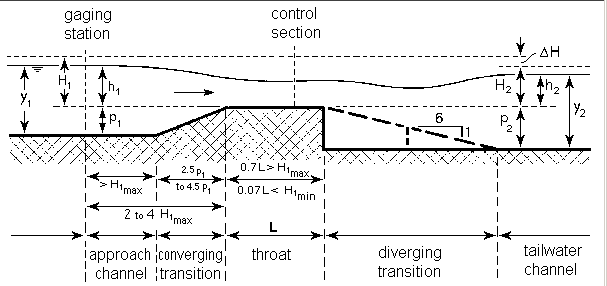 gaging
station
control
section
ΔH
H1
h1
y1
p1
H2
h2
y2
p2
6
1
> H1max
2.5 p1
to 4.5 p1
0.7L > H1max
0.07L < H1min
2 to 4 H1max
L
approach
channel
converging
transition
throat
diverging
transition
tailwater
channel